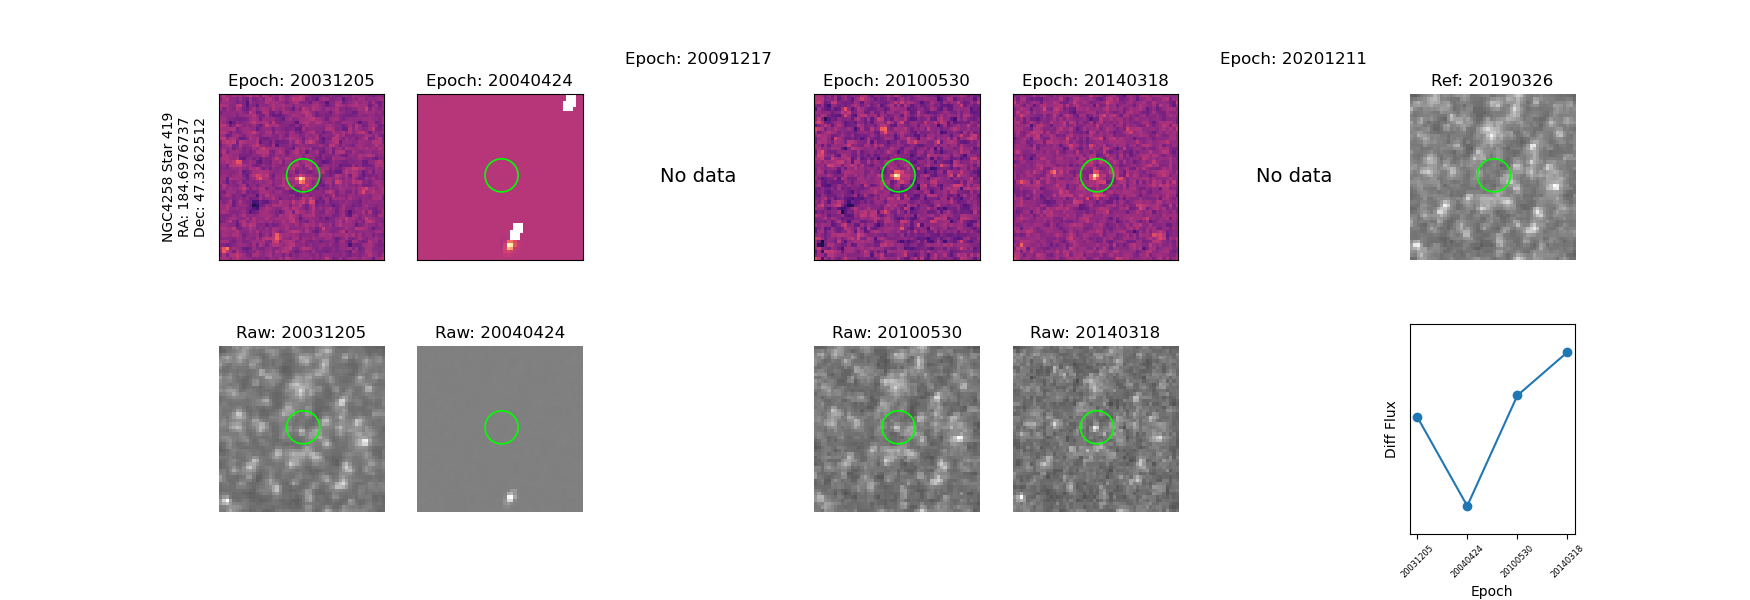 Epoch: 20031205
Epoch: 20040424
Epoch: 20091217
Epoch: 20100530
Epoch: 20140318
Epoch: 20201211
Ref: 20190326
NGC4258 Star 419
RA: 184.6976737
Dec: 47.3262512
No data
No data
Raw: 20031205
Raw: 20040424
Raw: 20100530
Raw: 20140318
Diff Flux
20031205
20040424
20100530
20140318
Epoch